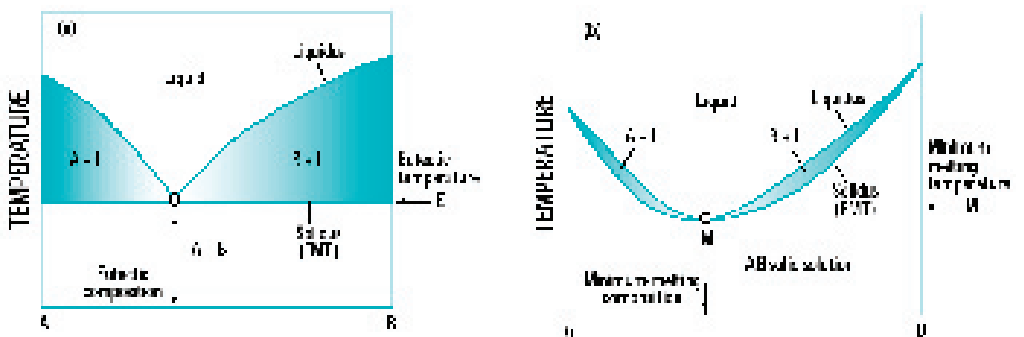 (a)
Liquidus
Liquid
TEMPERATURE
A + L
B + L
Eutectic
temperature
E
Solidus
A + B
Eutectic
composition
A
B
(b)
Liquid
Liquidus
TEMPERATURE
A + L
B + L
Minimum
melting
temperature
M
Solidus
M
AB solid solution
Minimum-melting
composition